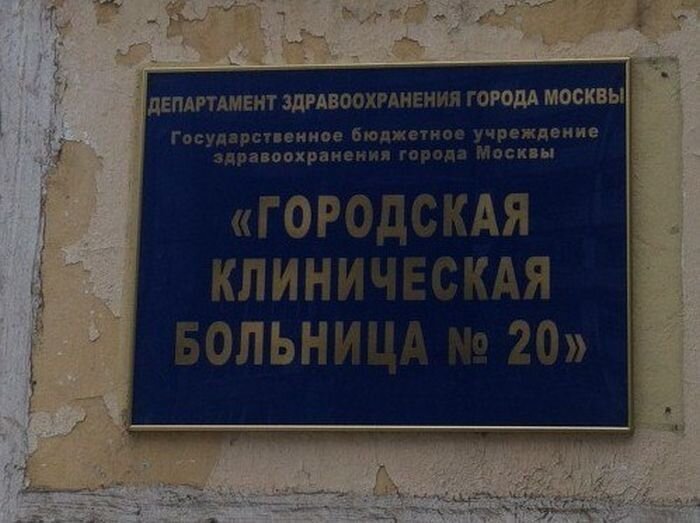 ДЕПАРТАМЕНТ ЗДРАВООХРАНЕНИЯ ГОРОДА МОСКВЫ
Государственное бюджетное учреждение
здравоохранения города Москвы
«ГОРОДСКАЯ
КЛИНИЧЕСКАЯ
БОЛЬНИЦА № 20»